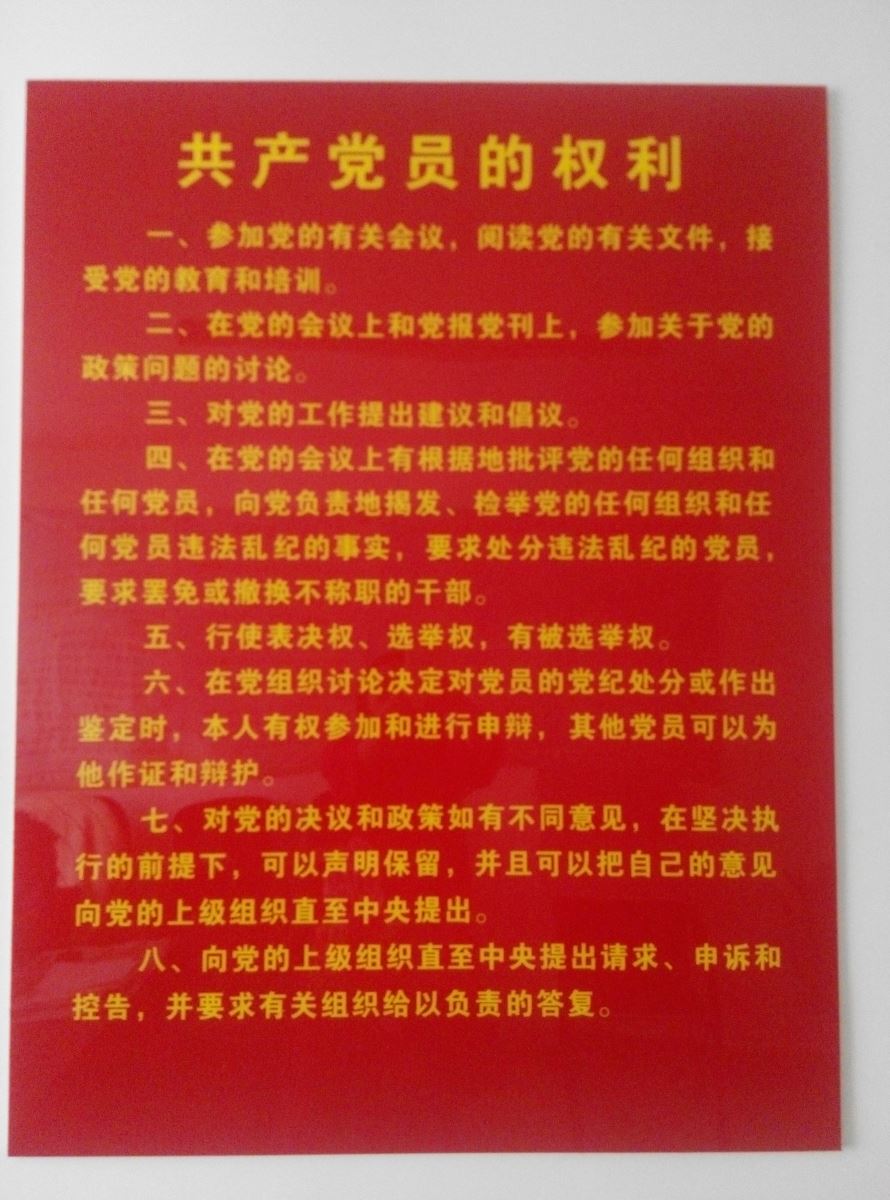 共产党员的权利
一、参加党的有关会议，阅读党的有关文件，接
受党的教育和培训。
二、在党的会议上和党报党刊上，参加关于党的
政策问题的讨论。
三、对党的工作提出建议和倡议。
四、在党的会议上有根据地批评党的任何组织和
任何党员，向党负责地揭发、检举党的任何组织和任
何党员违法乱纪的事实，要求处分违法乱纪的党员，
要求罢免或撤换不称职的干部。
五、行使表决权、选举权，有被选举权。
六、在党组织讨论决定对党员的党纪处分或作出
鉴定时，本人有权参加和进行申辩，其他党员可以为
他作证和辩护。
七、对党的决议和政策如有不同意见，在坚决执
行的前提下，可以声明保留，并且可以把自己的意见
向党的上级组织直至中央提出。
八、向党的上级组织直至中央提出请求、申诉和
控告，并要求有关组织给以负责的答复。